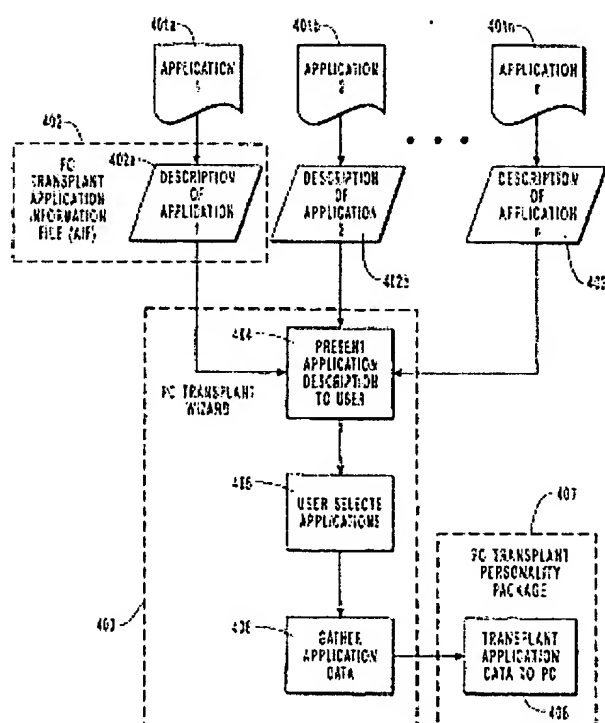 401a
401b
401n
APPLICATION
1
APPLICATION
2
APPLICATION
n
402
402a
PC
TRANSPLANT
APPLICATION
INFORMATION
FILE (AIF)
DESCRIPTION
OF
APPLICATION
1
DESCRIPTION
OF
APPLICATION
2
DESCRIPTION
OF
APPLICATION
n
402b
404
PRESENT
APPLICATION
DESCRIPTION
TO USER
PC TRANSPLANT
WIZARD
USER SELECTS
APPLICATIONS
407
PC TRANSPLANT
PERSONALITY
PACKAGE
403
GATHER
APPLICATION
DATA
TRANSPLANT
APPLICATION
DATA TO PC